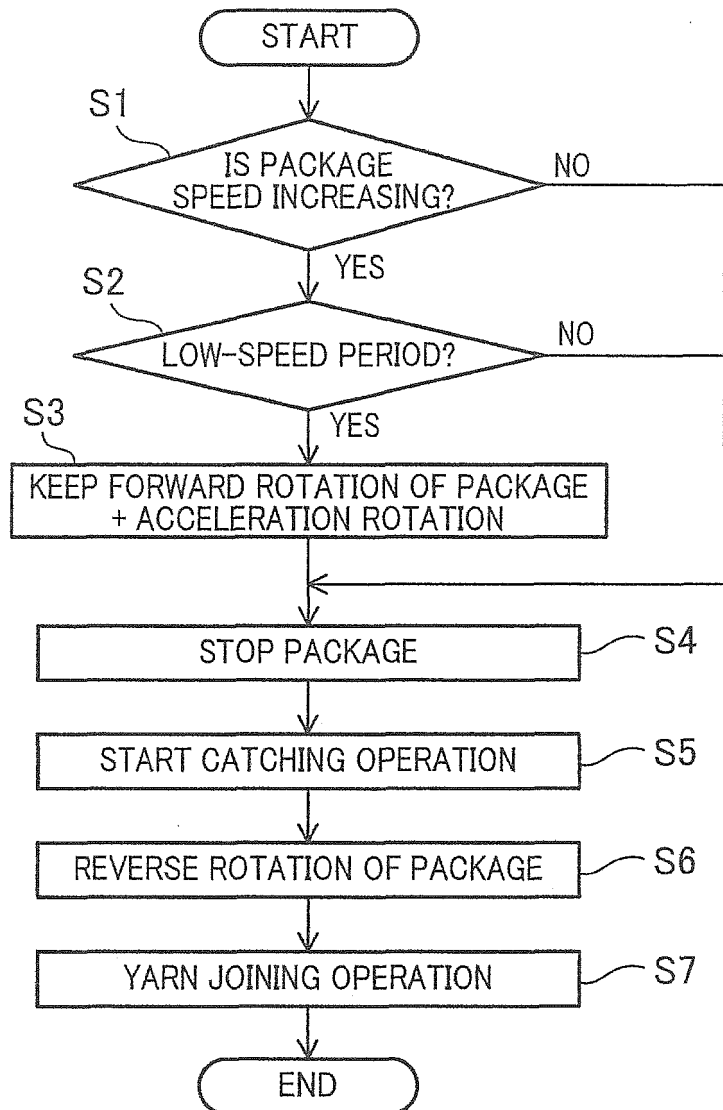 START
S1
IS PACKAGE
SPEED INCREASING?
NO
YES
S2
LOW-SPEED PERIOD?
NO
YES
S3
KEEP FORWARD ROTATION OF PACKAGE
+ ACCELERATION ROTATION
STOP PACKAGE
S4
START CATCHING OPERATION
S5
REVERSE ROTATION OF PACKAGE
S6
YARN JOINING OPERATION
S7
END